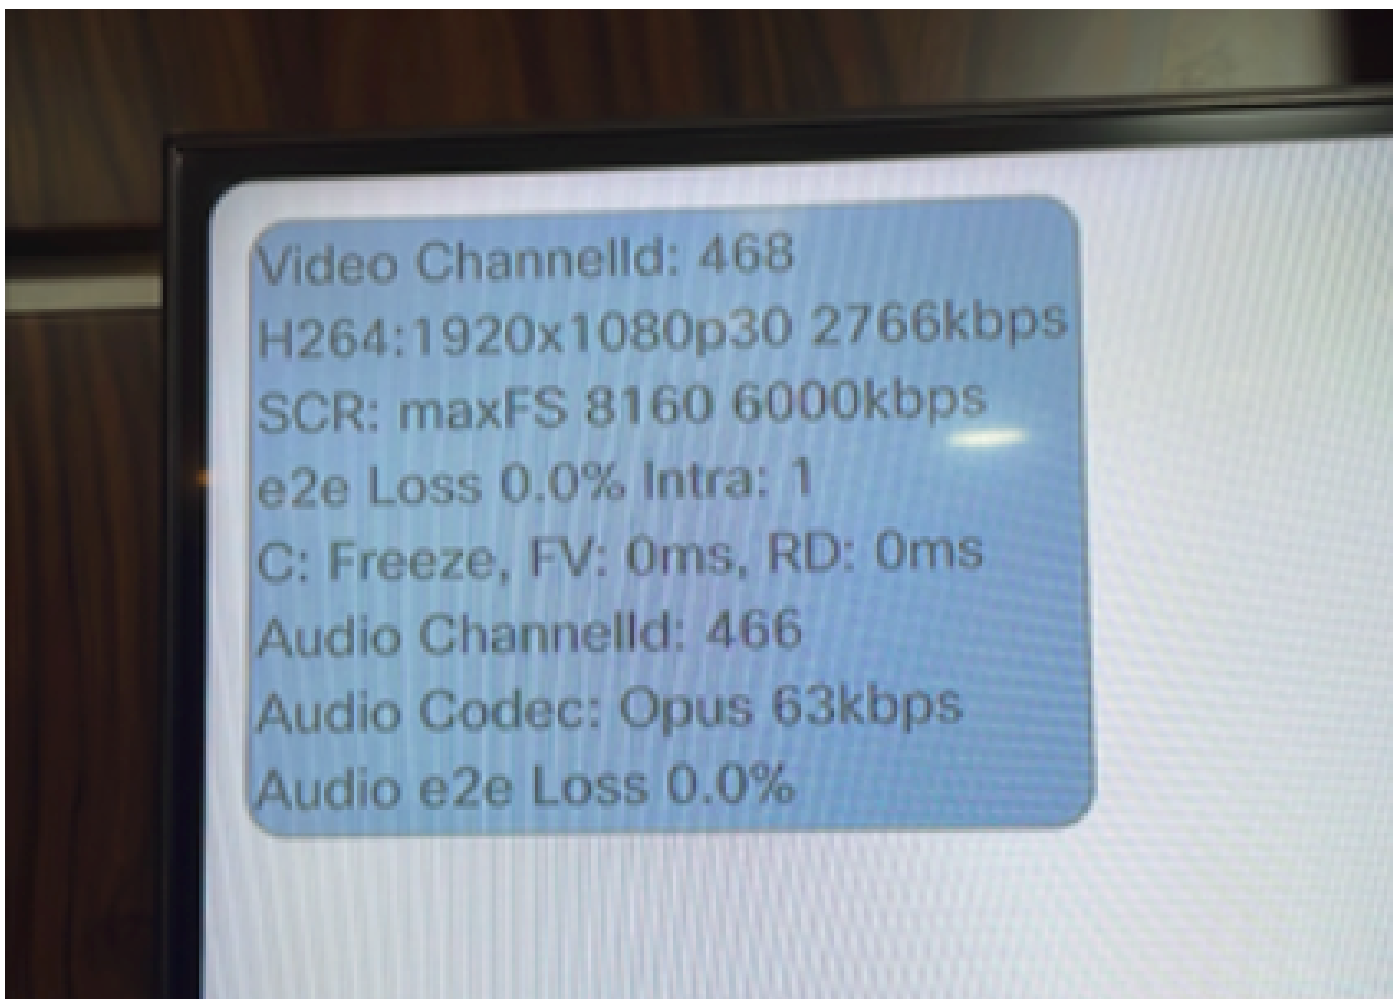 Video ChannelId: 468
H264:1920x1080p30 2766kbps
SCR: maxFS 8160 6000kbps
e2e Loss 0.0% Intra: 1
C: Freeze, FV: 0ms, RD: 0ms
Audio ChannelId: 466
Audio Codec: Opus 63kbps
Audio e2e Loss 0.0%